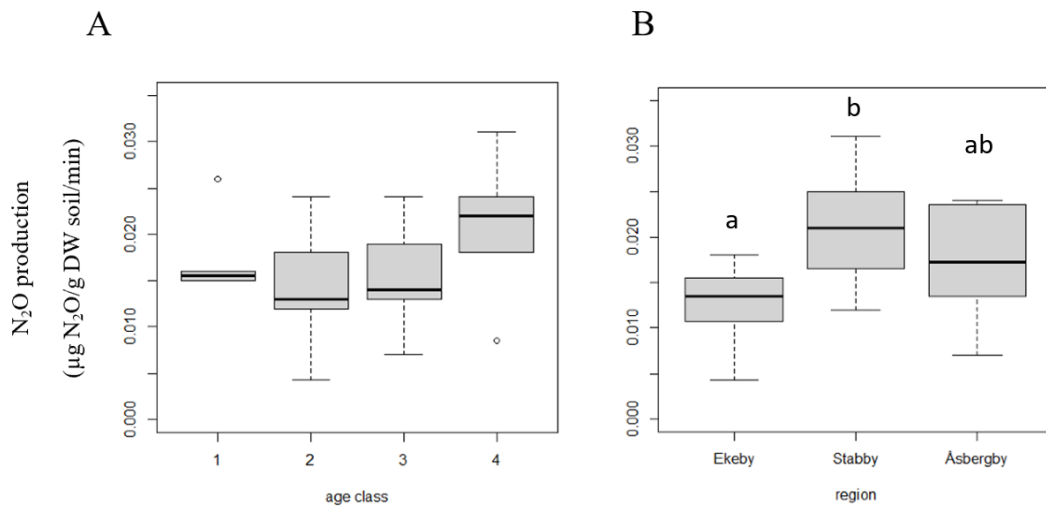 A
B
N₂O production
(µg N₂O/g DW soil/min)
0.030
0.020
0.010
0.000
1 2 3 4
age class
0.030
0.020
0.010
0.000
a
b
ab
Ekeby Stabby Åsbergby
region